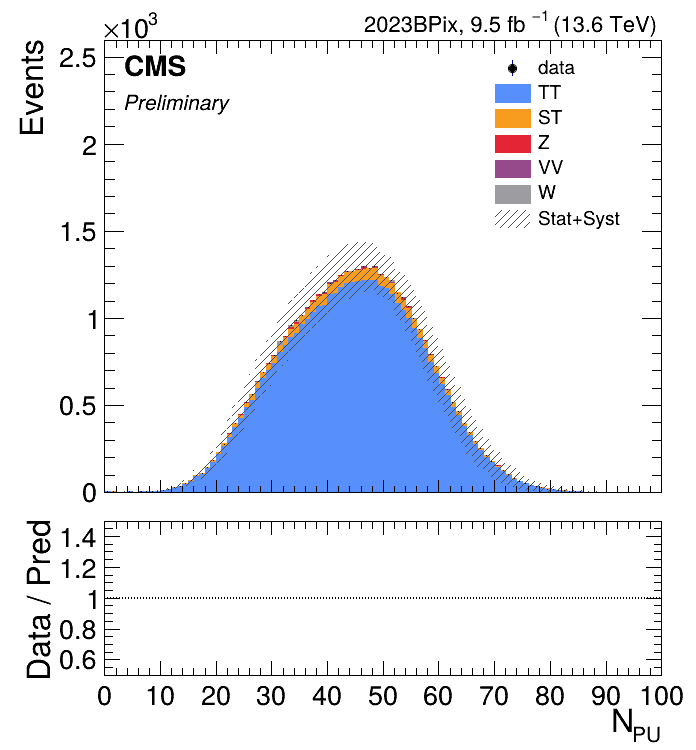 ×10³
2023BPix, 9.5 fb⁻¹ (13.6 TeV)
Events
CMS
Preliminary
data
TT
ST
Z
VV
W
Stat+Syst
2.5
2
1.5
1
0.5
0
Data / Pred
1.4
1.2
1
0.8
0.6
0 10 20 30 40 50 60 70 80 90 100
N_PU